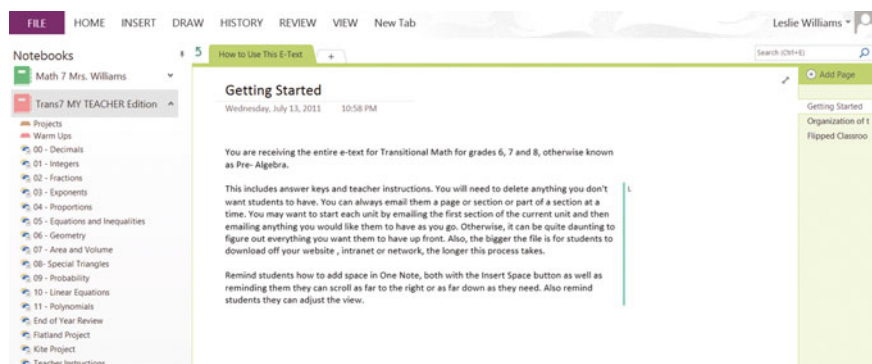 FILE HOME INSERT DRAW HISTORY REVIEW VIEW New Tab Leslie Williams
Notebooks
Math 7 Mrs. Williams
Trans7 MY TEACHER Edition
Projects
Warm Ups
00 - Decimals
01 - Integers
02 - Fractions
03 - Exponents
04 - Proportions
05 - Equations and Inequalities
06 - Geometry
07 - Area and Volume
08- Special Triangles
09 - Probability
10 - Linear Equations
11 - Polynomials
End of Year Review
Flatland Project
Kite Project
Teacher Instructions
5 How to Use This E-Text +
Search (Ctrl+E)
Getting Started
Wednesday, July 13, 2011 10:58 PM
You are receiving the entire e-text for Transitional Math for grades 6, 7 and 8, otherwise known
as Pre- Algebra.
This includes answer keys and teacher instructions. You will need to delete anything you don't
want students to have. You can always email them a page or section or part of a section at a
time. You may want to start each unit by emailing the first section of the current unit and then
emailing anything you would like them to have as you go. Otherwise, it can be quite daunting to
figure out everything you want them to have up front. Also, the bigger the file is for students to
download off your website , intranet or network, the longer this process takes.
Remind students how to add space in One Note, both with the Insert Space button as well as
reminding them they can scroll as far to the right or as far down as they need. Also remind
students they can adjust the view.
L
Add Page
Getting Started
Organization of t
Flipped Classroo